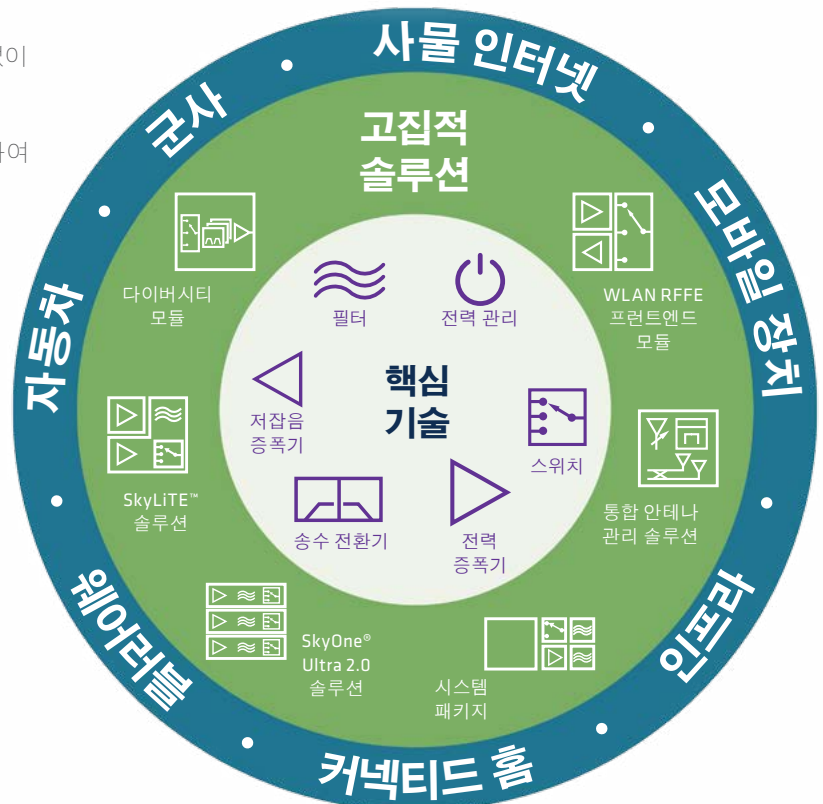 사물 인터넷
군사
모바일 장치
자동차
인프라
웨어러블
커넥티드 홈
고집적
솔루션
다이버시티
모듈
WLAN RFFE
프런트엔드
모듈
SkyLiTE™
솔루션
통합 안테나
관리 솔루션
SkyOne®
Ultra 2.0
솔루션
시스템
패키지
핵심
기술
필터
전력 관리
저잡음
증폭기
스위치
송수 전환기
전력
증폭기